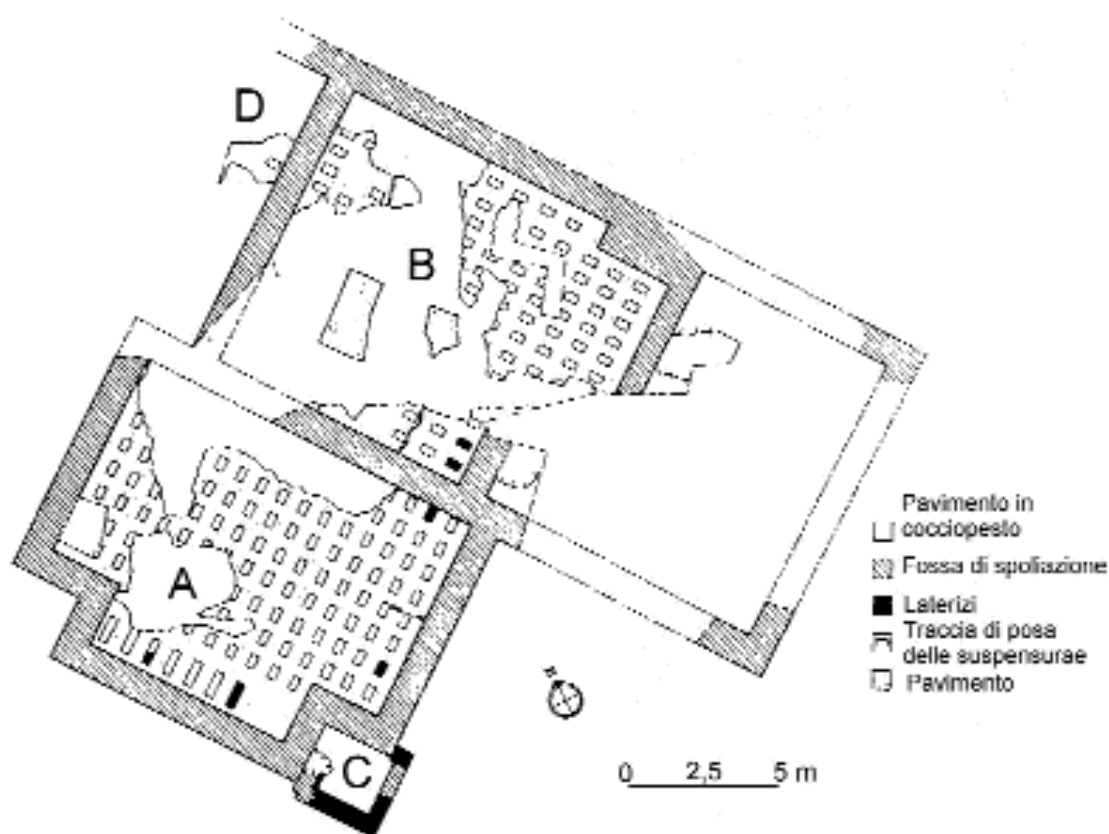 D
B
A
C
Pavimento in
cocciopesto
Fossa di spoliazione
Laterizi
Traccia di posa
delle suspensurae
Pavimento
0 2,5 5 m